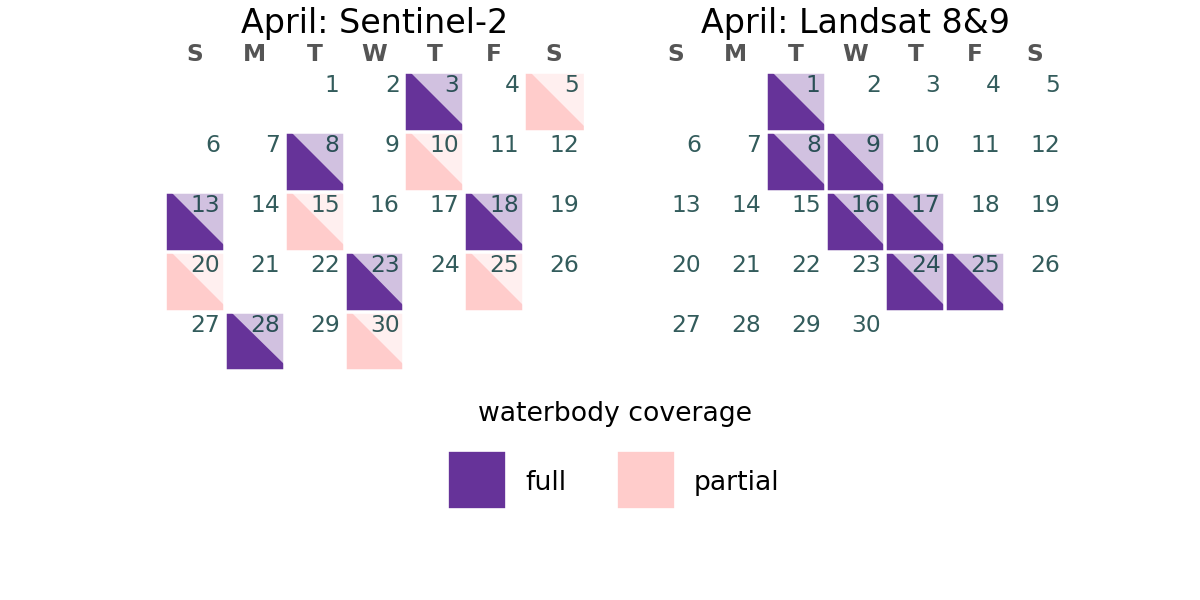 April: Sentinel-2
S M T W T F S
1 2 3 4 5
6 7 8 9 10 11 12
13 14 15 16 17 18 19
20 21 22 23 24 25 26
27 28 29 30
April: Landsat 8&9
S M T W T F S
1 2 3 4 5
6 7 8 9 10 11 12
13 14 15 16 17 18 19
20 21 22 23 24 25 26
27 28 29 30
waterbody coverage
full partial